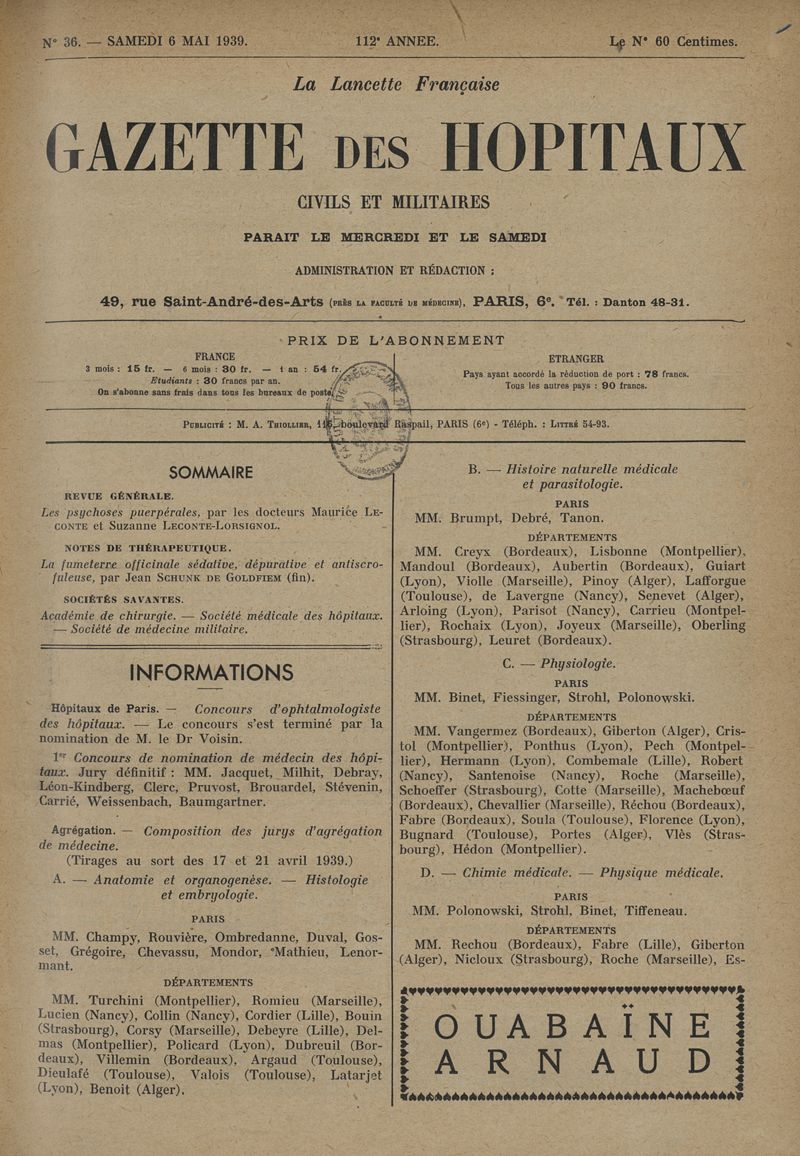 N° 36. — SAMEDI 6 MAI 1939.
112e ANNEE.
Le N° 60 Centimes.
La Lancette Française
GAZETTE DES HOPITAUX
CIVILS ET MILITAIRES
PARAIT LE MERCREDI ET LE SAMEDI
ADMINISTRATION ET RÉDACTION :
49, rue Saint-André-des-Arts (PRÈS LA FACULTÉ DE MÉDECINE), PARIS, 6e. Tél. : Danton 48-31.
PRIX DE L'ABONNEMENT
FRANCE
3 mois : 15 fr. — 6 mois : 30 fr. — 1 an : 54 fr.
Etudiants : 30 francs par an.
On s'abonne sans frais dans tous les bureaux de poste
ETRANGER
Pays ayant accordé la réduction de port : 78 francs.
Tous les autres pays : 90 francs.
PUBLICITÉ : M. A. THIOLLIER, boulevard Raspail, PARIS (6e) - Téléph. : LITTRÉ 54-93.
SOMMAIRE
REVUE GÉNÉRALE.
Les psychoses puerpérales, par les docteurs Maurice LE-
CONTE et Suzanne LECONTE-LORSIGNOL.
NOTES DE THÉRAPEUTIQUE.
La fumeterre officinale sédative, dépurative et antiscro-
fuleuse, par Jean SCHUNK DE GOLDFIEM (fin).
SOCIÉTÉS SAVANTES.
Académie de chirurgie. — Société médicale des hôpitaux.
— Société de médecine militaire.
INFORMATIONS
Hôpitaux de Paris. — Concours d'ophtalmologiste
des hôpitaux. — Le concours s'est terminé par la
nomination de M. le Dr Voisin.
1er Concours de nomination de médecin des hôpi-
taux. Jury définitif : MM. Jacquet, Milhit, Debray,
Léon-Kindberg, Clerc, Pruvost, Brouardel, Stévenin,
Carrié, Weissenbach, Baumgartner.
Agrégation. — Composition des jurys d'agrégation
de médecine.
(Tirages au sort des 17 et 21 avril 1939.)
A. — Anatomie et organogenèse. — Histologie
et embryologie.
PARIS
MM. Champy, Rouvière, Ombredanne, Duval, Gos-
set, Grégoire, Chevassu, Mondor, Mathieu, Lenor-
mant.
DÉPARTEMENTS
MM. Turchini (Montpellier), Romieu (Marseille),
Lucien (Nancy), Collin (Nancy), Cordier (Lille), Bouin
(Strasbourg), Corsy (Marseille), Debeyre (Lille), Del-
mas (Montpellier), Policard (Lyon), Dubreuil (Bor-
deaux), Villemin (Bordeaux), Argaud (Toulouse),
Dieulafé (Toulouse), Valois (Toulouse), Latarjet
(Lyon), Benoit (Alger),
B. — Histoire naturelle médicale
et parasitologie.
PARIS
MM. Brumpt, Debré, Tanon.
DÉPARTEMENTS
MM. Creyx (Bordeaux), Lisbonne (Montpellier),
Mandoul (Bordeaux), Aubertin (Bordeaux), Guiart
(Lyon), Violle (Marseille), Pinoy (Alger), Lafforgue
(Toulouse), de Lavergne (Nancy), Senevet (Alger),
Arloing (Lyon), Parisot (Nancy), Carrieu (Montpel-
lier), Rochaix (Lyon), Joyeux (Marseille), Oberling
(Strasbourg), Leuret (Bordeaux).
C. — Physiologie.
PARIS
MM. Binet, Fiessinger, Strohl, Polonowski.
DÉPARTEMENTS
MM. Vangermez (Bordeaux), Giberton (Alger), Cris-
tol (Montpellier), Ponthus (Lyon), Pech (Montpel-
lier), Hermann (Lyon), Combemale (Lille), Robert
(Nancy), Santenoise (Nancy), Roche (Marseille),
Schoeffer (Strasbourg), Cotte (Marseille), Machebœuf
(Bordeaux), Chevallier (Marseille), Réchou (Bordeaux),
Fabre (Bordeaux), Soula (Toulouse), Florence (Lyon),
Bugnard (Toulouse), Portes (Alger), Vlès (Stras-
bourg), Hédon (Montpellier).
D. — Chimie médicale. — Physique médicale.
PARIS
MM. Polonowski, Strohl, Binet, Tiffeneau.
DÉPARTEMENTS
MM. Rechou (Bordeaux), Fabre (Lille), Giberton
(Alger), Nicloux (Strasbourg), Roche (Marseille), Es-
OUABAÏNE
ARNAUD